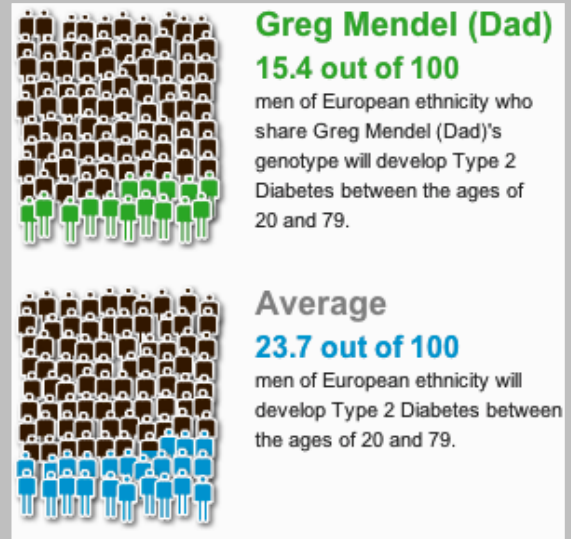 Greg Mendel (Dad)
15.4 out of 100
men of European ethnicity who
share Greg Mendel (Dad)'s
genotype will develop Type 2
Diabetes between the ages of
20 and 79.
Average
23.7 out of 100
men of European ethnicity will
develop Type 2 Diabetes between
the ages of 20 and 79.